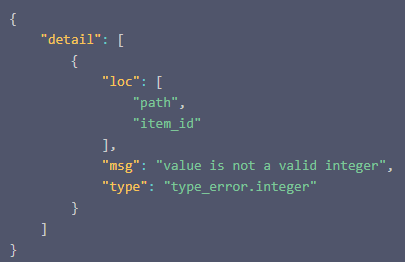 {
    "detail": [
        {
            "loc": [
                "path",
                "item_id"
            ],
            "msg": "value is not a valid integer",
            "type": "type_error.integer"
        }
    ]
}